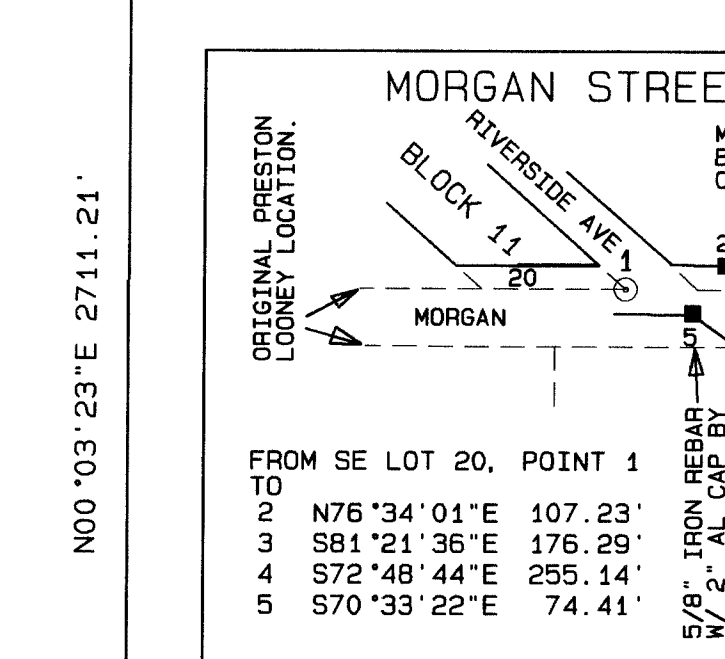 MORGAN STREE
N00°03'23"E 2711.21'
ORIGINAL PRESTON
LOONEY LOCATION.
RIVERSIDE AVE
BLOCK 11
1
2
20
MORGAN
5
FROM SE LOT 20, POINT 1
TO
2 N76°34'01"E 107.23'
3 S81°21'36"E 176.29'
4 S72°48'44"E 255.14'
5 S70°33'22"E 74.41'
5/8" IRON REBAR
W/ 2" AL CAP BY